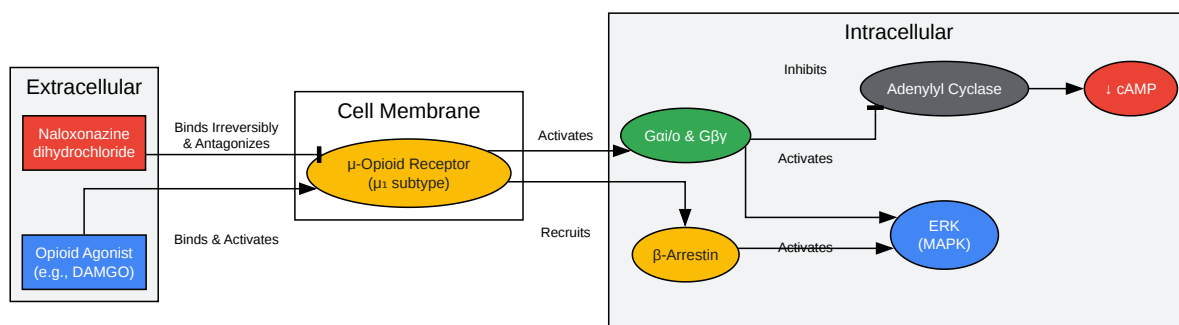 Extracellular
Naloxonazine
dihydrochloride
Opioid Agonist
(e.g., DAMGO)
Binds Irreversibly
& Antagonizes
Binds & Activates
Cell Membrane
μ-Opioid Receptor
(μ₁ subtype)
Activates
Recruits
Intracellular
Gαi/o & Gβγ
β-Arrestin
Inhibits
Activates
Activates
Adenylyl Cyclase
ERK
(MAPK)
↓ cAMP